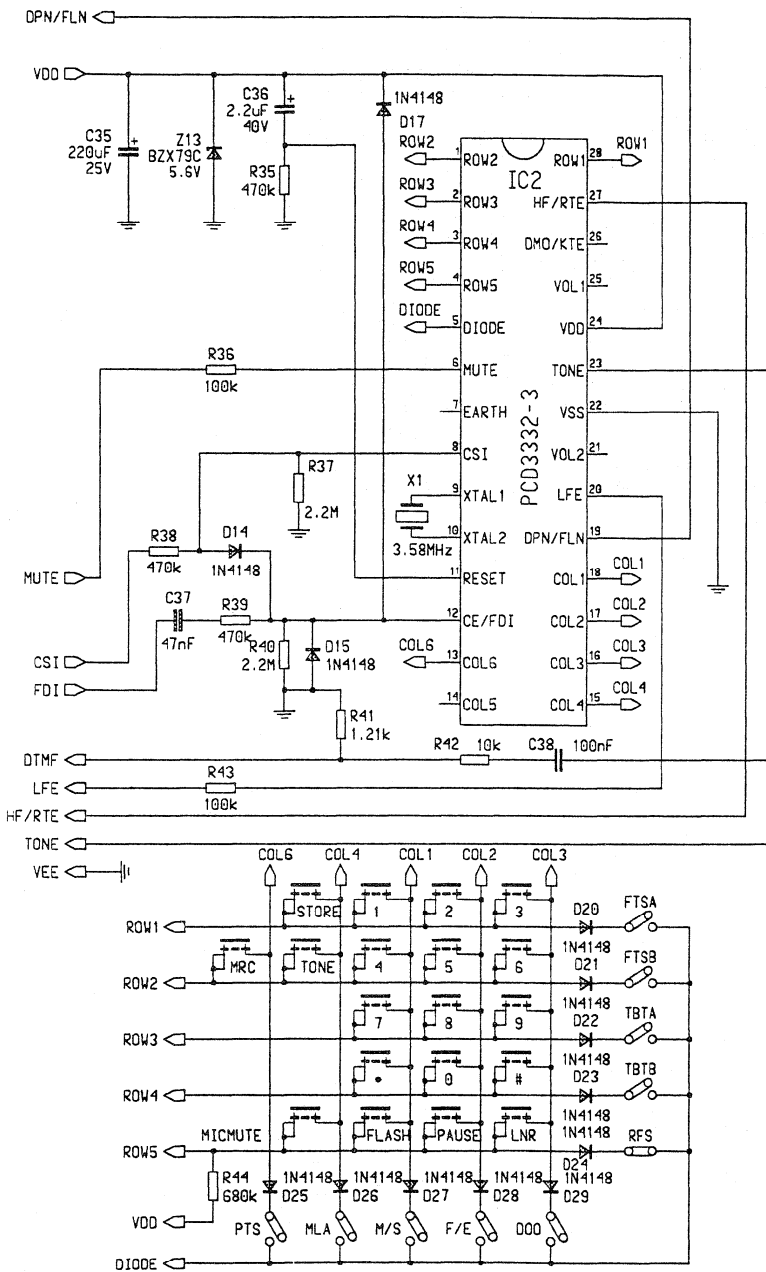 DPN/FLN
VDD
C35
220uF
25V
Z13
BZX79C
5.6V
C36
2.2uF
40V
R35
470k
1N4148
D17
ROW2
ROW3
ROW4
ROW5
DIODE
IC2
PCD3332-3
1 ROW2
2 ROW3
3 ROW4
4 ROW5
5 DIODE
6 MUTE
7 EARTH
8 CSI
9 XTAL1
10 XTAL2
11 RESET
12 CE/FDI
13 COL6
14 COL5
ROW1 28
HF/RTE 27
DMO/KTE 26
VOL1 25
VDD 24
TONE 23
VSS 22
VOL2 21
LFE 20
DPN/FLN 19
COL1 18
COL2 17
COL3 16
COL4 15
ROW1
COL1
COL2
COL3
COL4
COL6
R36
100k
R37
2.2M
X1
3.58MHz
R38
470k
D14
1N4148
MUTE
C37
47nF
R39
470k
R40
2.2M
D15
1N4148
CSI
FDI
R41
1.21k
R42 10k
C38 100nF
DTMF
LFE
R43
100k
HF/RTE
TONE
VEE
COL6 COL4 COL1 COL2 COL3
ROW1
STORE 1 2 3
D20
1N4148
FTSA
ROW2
MRC TONE 4 5 6
D21
1N4148
FTSB
ROW3
7 8 9
D22
1N4148
TBTA
ROW4
* 0 #
D23
1N4148
TBTB
ROW5
MICMUTE FLASH PAUSE LNR
1N4148
D24
RFS
R44
680k
1N4148 1N4148 1N4148 1N4148 1N4148
D25 D26 D27 D28 D29
VDD
PTS MLA M/S F/E DOO
DIODE